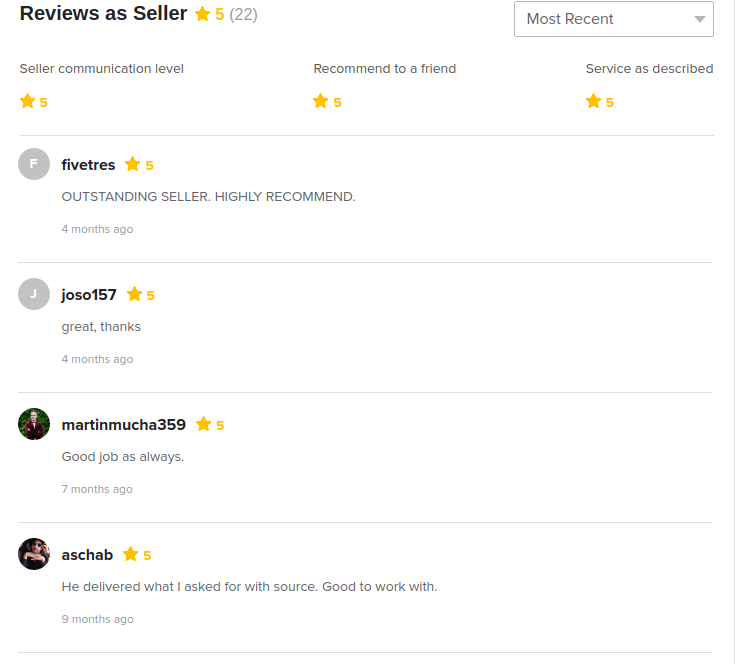 Reviews as Seller 5 (22)
Most Recent
Seller communication level Recommend to a friend Service as described
5 5 5
F fivetres 5
OUTSTANDING SELLER. HIGHLY RECOMMEND.
4 months ago
J joso157 5
great, thanks
4 months ago
martinmucha359 5
Good job as always.
7 months ago
aschab 5
He delivered what I asked for with source. Good to work with.
9 months ago